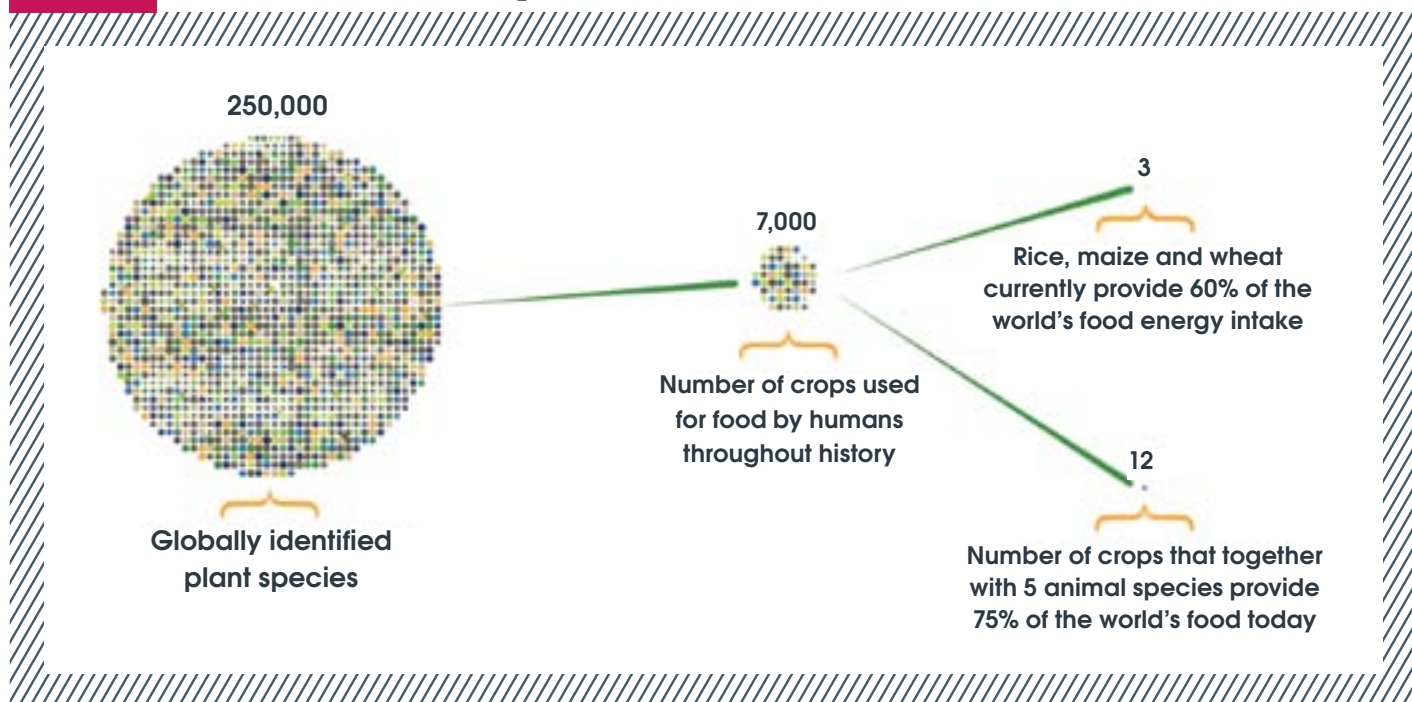 250,000
Globally identified
plant species
7,000
Number of crops used
for food by humans
throughout history
3
Rice, maize and wheat
currently provide 60% of the
world's food energy intake
12
Number of crops that together
with 5 animal species provide
75% of the world's food today